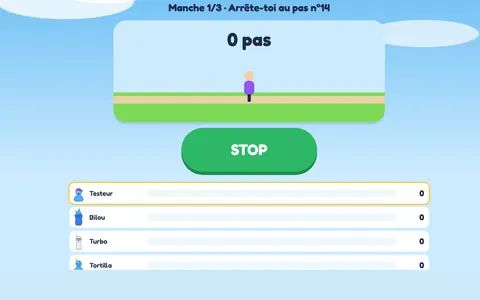 Manche 1/3 · Arrête-toi au pas n°14
0 pas
STOP
Testeur 0
Bilou 0
Turbo 0
Tortilla 0